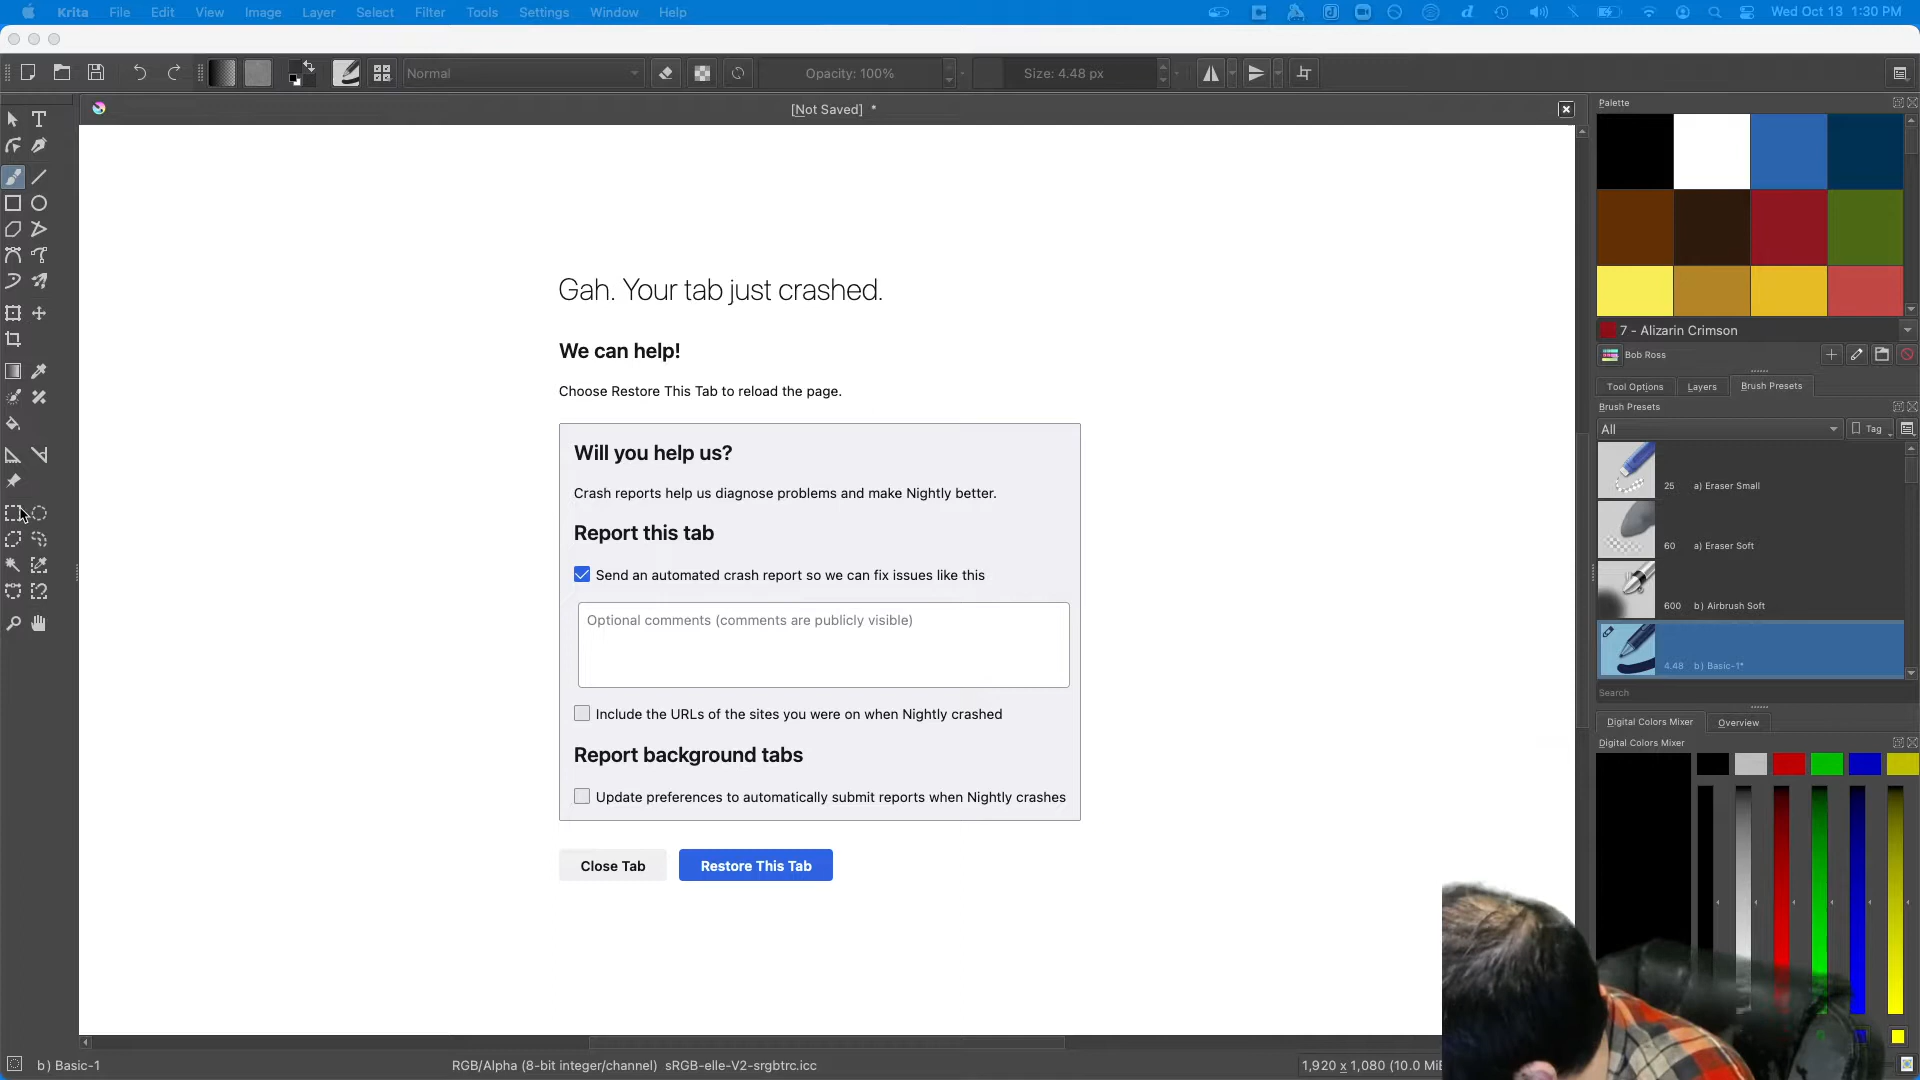 Krita File Edit View Image Layer Select Filter Tools Settings Window Help
Wed Oct 13 1:30 PM
Normal
Opacity: 100%
Size: 4.48 px
[Not Saved] *
Gah. Your tab just crashed.
We can help!
Choose Restore This Tab to reload the page.
Will you help us?
Crash reports help us diagnose problems and make Nightly better.
Report this tab
Send an automated crash report so we can fix issues like this
Optional comments (comments are publicly visible)
Include the URLs of the sites you were on when Nightly crashed
Report background tabs
Update preferences to automatically submit reports when Nightly crashes
Close Tab Restore This Tab
Palette
7 - Alizarin Crimson
Bob Ross
Tool Options Layers Brush Presets
Brush Presets
All Tag
25 a) Eraser Small
60 a) Eraser Soft
600 b) Airbrush Soft
4.48 b) Basic-1*
Search
Digital Colors Mixer Overview
Digital Colors Mixer
b) Basic-1
RGB/Alpha (8-bit integer/channel) sRGB-elle-V2-srgbtrc.icc
1,920 x 1,080 (10.0 MiB